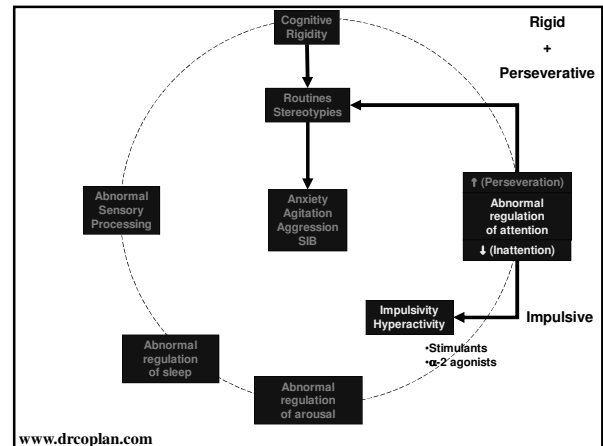 Cognitive
Rigidity
Rigid
+
Perseverative
Routines
Stereotypies
↑ (Perseveration)
Abnormal
regulation
of attention
↓ (Inattention)
Abnormal
Sensory
Processing
Anxiety
Agitation
Aggression
SIB
Impulsivity
Hyperactivity
Impulsive
•Stimulants
•α-2 agonists
Abnormal
regulation
of sleep
Abnormal
regulation
of arousal
www.drcoplan.com